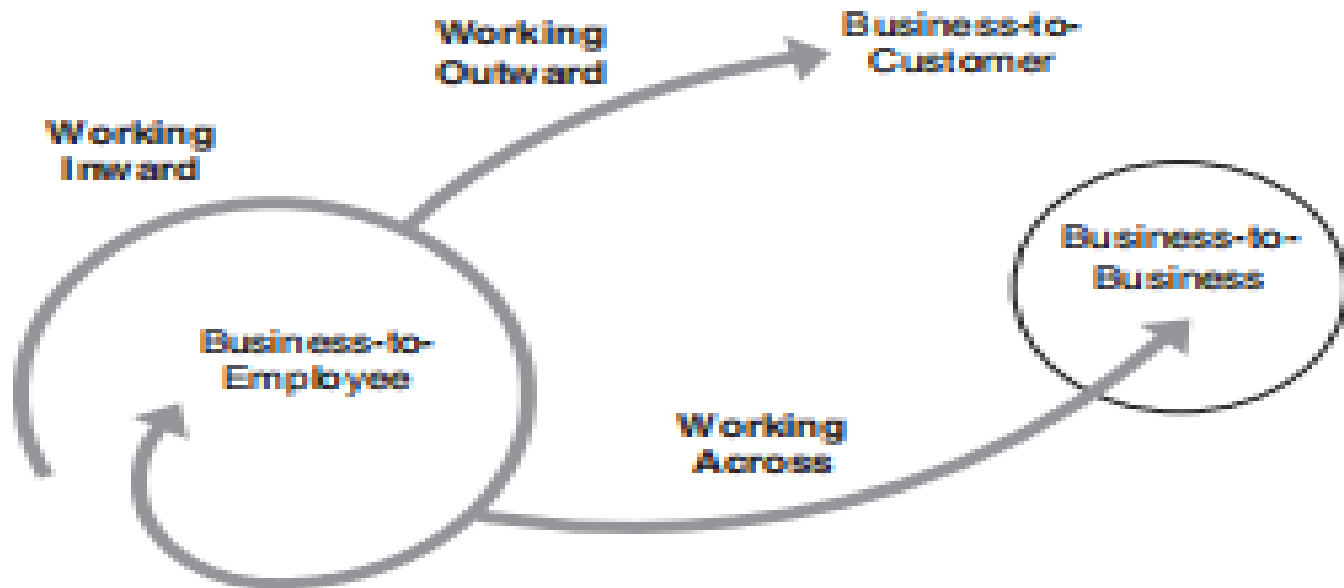 Working
Outward
Business-to-
Customer
Working
Inward
Business-to-
Business
Business-to-
Employee
Working
Across